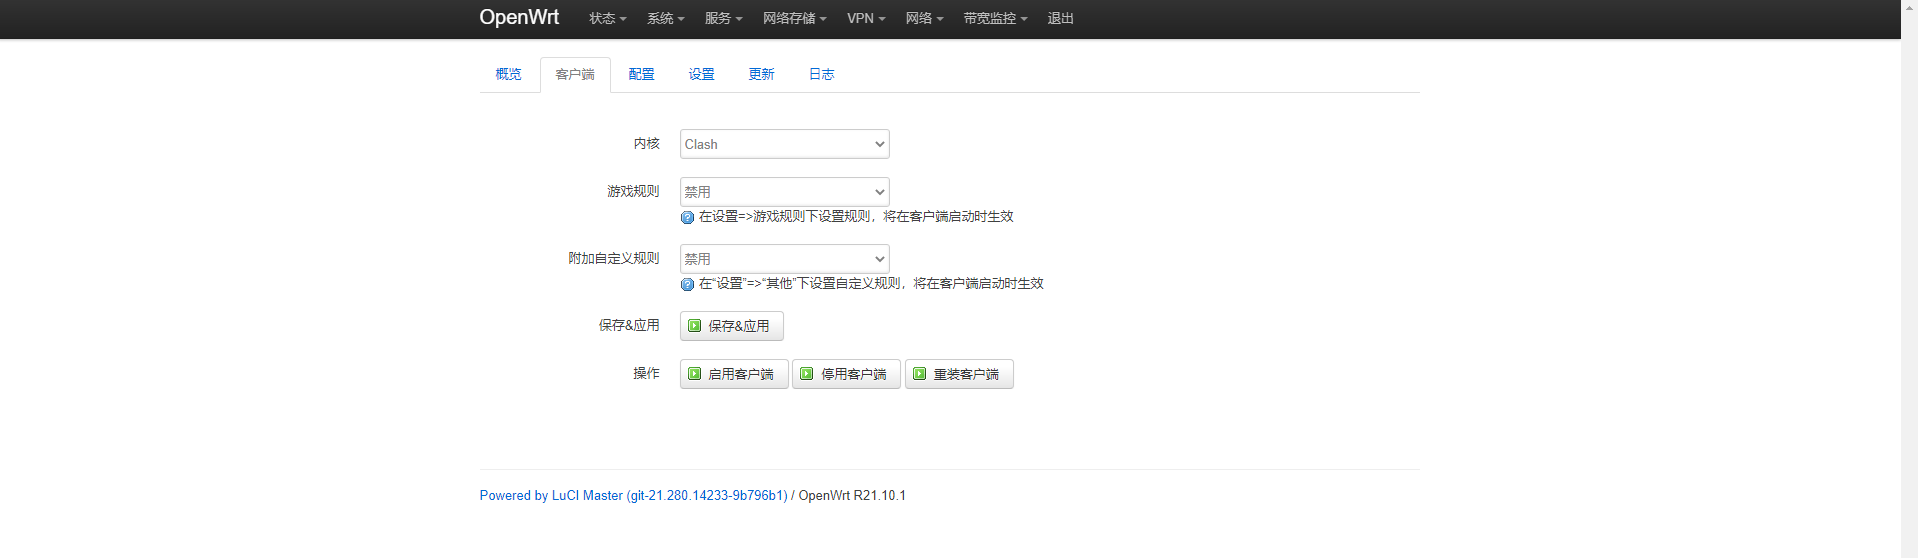 OpenWrt 状态 系统 服务 网络存储 VPN 网络 带宽监控 退出
概览 客户端 配置 设置 更新 日志
内核 Clash
游戏规则 禁用
在设置=>游戏规则下设置规则，将在客户端启动时生效
附加自定义规则 禁用
在“设置”=>“其他”下设置自定义规则，将在客户端启动时生效
保存&应用 保存&应用
操作 启用客户端 停用客户端 重装客户端
Powered by LuCI Master (git-21.280.14233-9b796b1) / OpenWrt R21.10.1